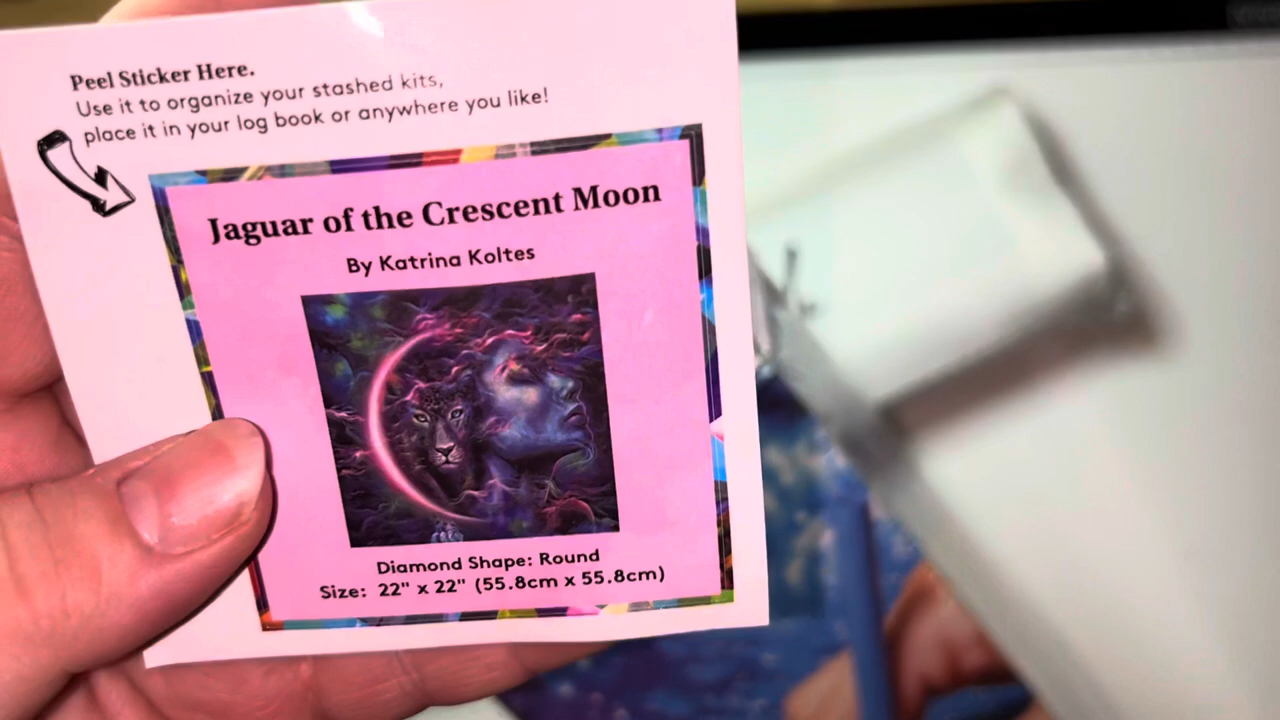 Peel Sticker Here.
Use it to organize your stashed kits,
place it in your log book or anywhere you like!
Jaguar of the Crescent Moon
By Katrina Koltes
Diamond Shape: Round
Size: 22" x 22" (55.8cm x 55.8cm)